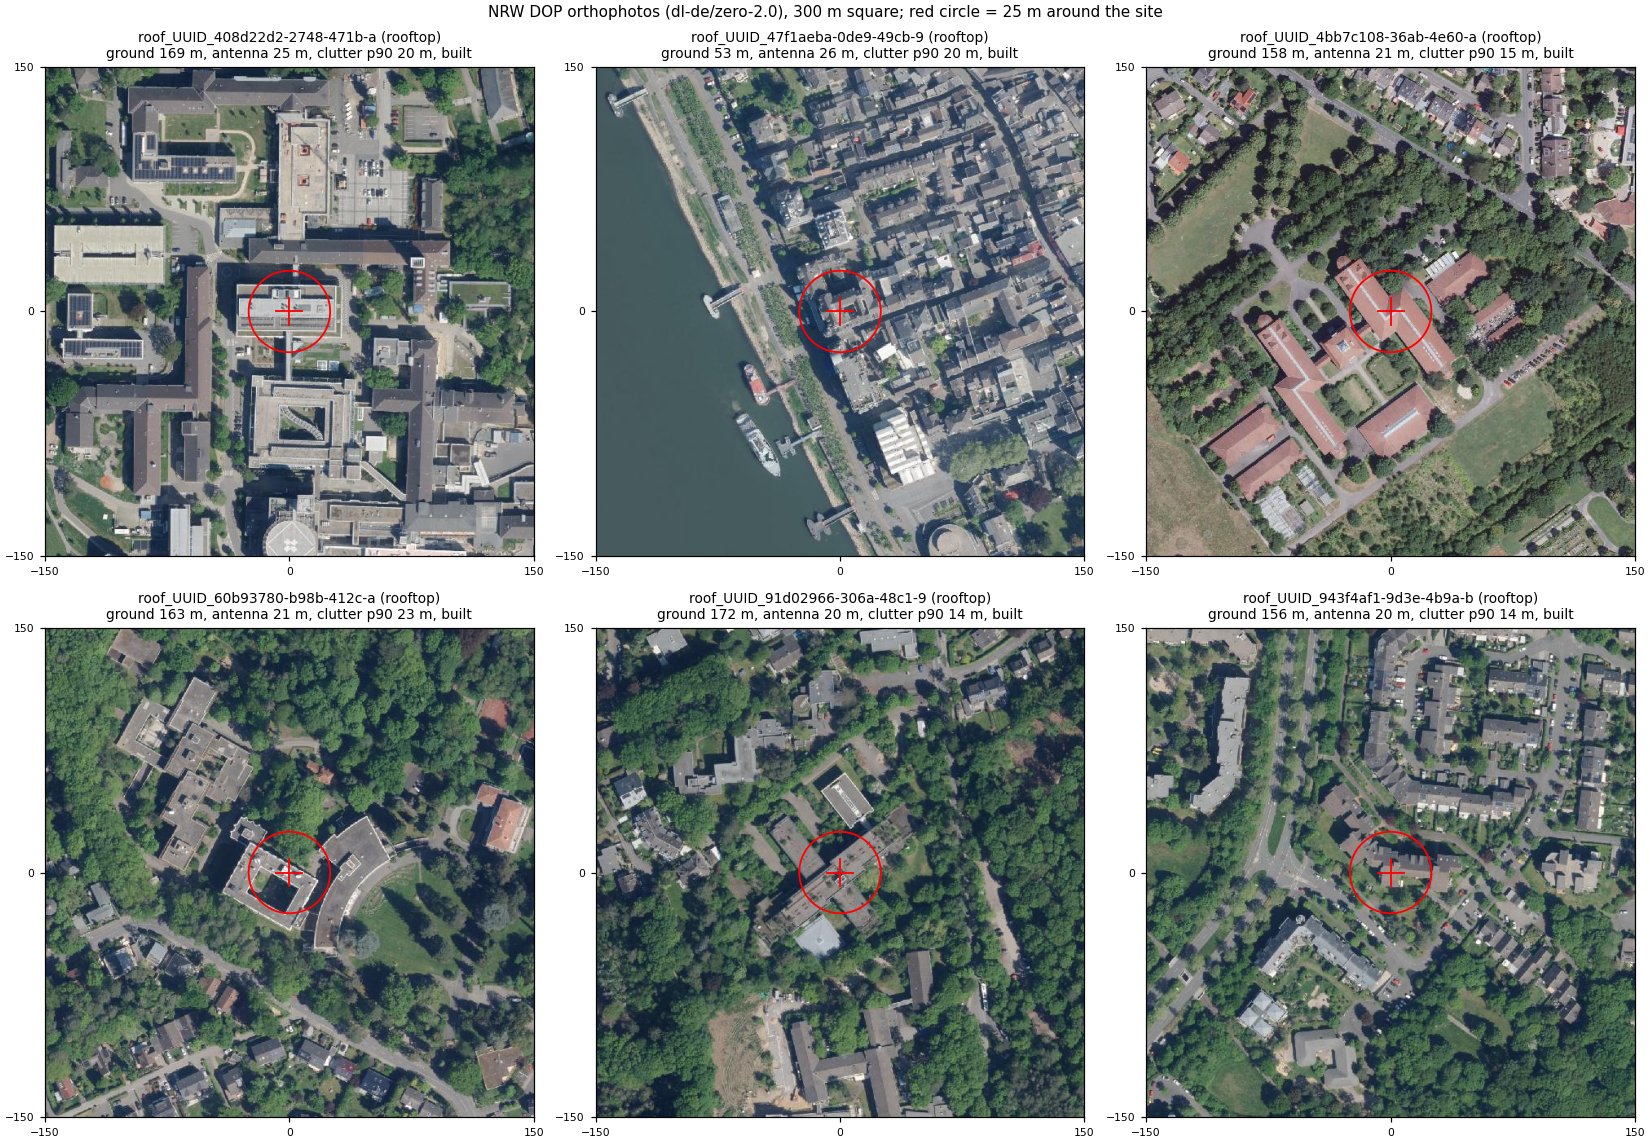 NRW DOP orthophotos (dl-de/zero-2.0), 300 m square; red circle = 25 m around the site
roof_UUID_408d22d2-2748-471b-a (rooftop)
ground 169 m, antenna 25 m, clutter p90 20 m, built
150
0
−150
−150
0
150
roof_UUID_47f1aeba-0de9-49cb-9 (rooftop)
ground 53 m, antenna 26 m, clutter p90 20 m, built
150
0
−150
−150
0
150
roof_UUID_4bb7c108-36ab-4e60-a (rooftop)
ground 158 m, antenna 21 m, clutter p90 15 m, built
150
0
−150
−150
0
150
roof_UUID_60b93780-b98b-412c-a (rooftop)
ground 163 m, antenna 21 m, clutter p90 23 m, built
150
0
−150
−150
0
150
roof_UUID_91d02966-306a-48c1-9 (rooftop)
ground 172 m, antenna 20 m, clutter p90 14 m, built
150
0
−150
−150
0
150
roof_UUID_943f4af1-9d3e-4b9a-b (rooftop)
ground 156 m, antenna 20 m, clutter p90 14 m, built
150
0
−150
−150
0
150